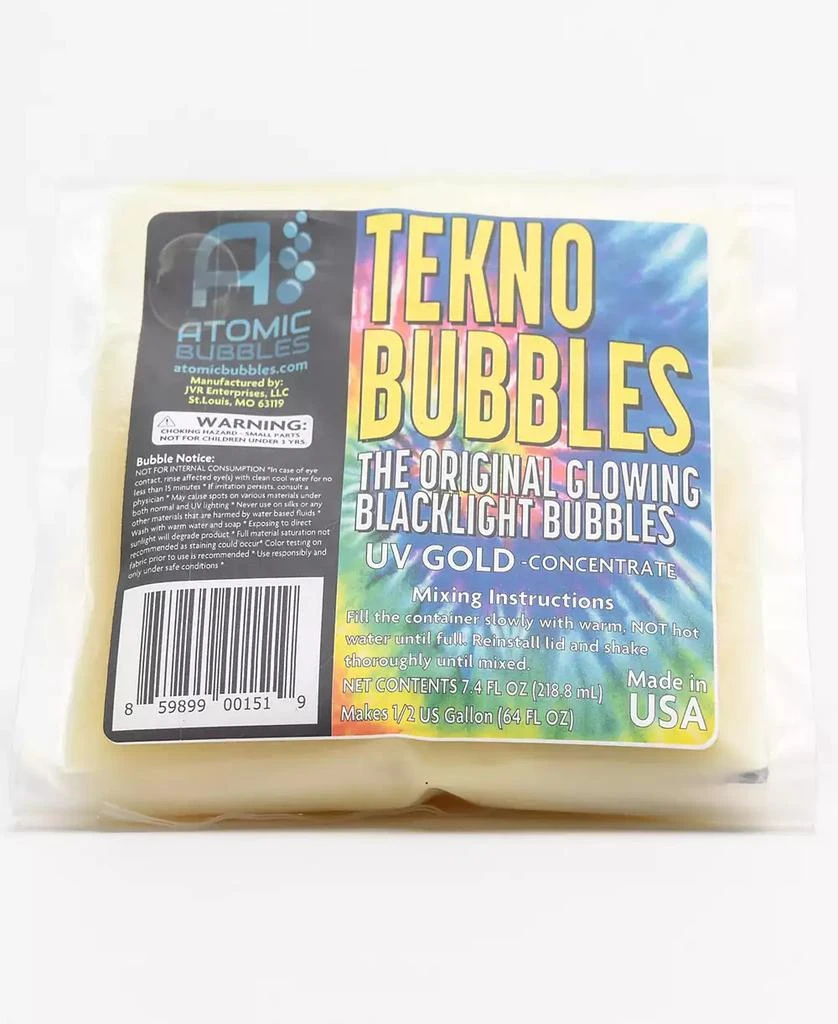 A
ATOMIC
BUBBLES
atomicbubbles.com
Manufactured by:
JVR Enterprises, LLC
St.Louis, MO 63119
WARNING:
CHOKING HAZARD - SMALL PARTS
NOT FOR CHILDREN UNDER 3 YRS
Bubble Notice:
NOT FOR INTERNAL CONSUMPTION *In case of eye
contact, rinse affected eye(s) with clean cool water for no
less than 15 minutes * If irritation persists, consult a
physician * May cause spots on various materials under
both normal and UV lighting * Never use on silks or any
other materials that are harmed by water based fluids *
Wash with warm water and soap * Exposing to direct
sunlight will degrade product * Full material saturation not
recommended as staining could occur* Color testing on
fabric prior to use is recommended * Use responsibly and
only under safe conditions *
8 59899 00151 9
TEKNO
BUBBLES
THE ORIGINAL GLOWING
BLACKLIGHT BUBBLES
UV GOLD -CONCENTRATE
Mixing Instructions
Fill the container slowly with warm, NOT hot
water until full. Reinstall lid and shake
thoroughly until mixed.
NET CONTENTS 7.4 FL OZ (218.8 mL)
Makes 1/2 US Gallon (64 FL OZ)
Made in
USA